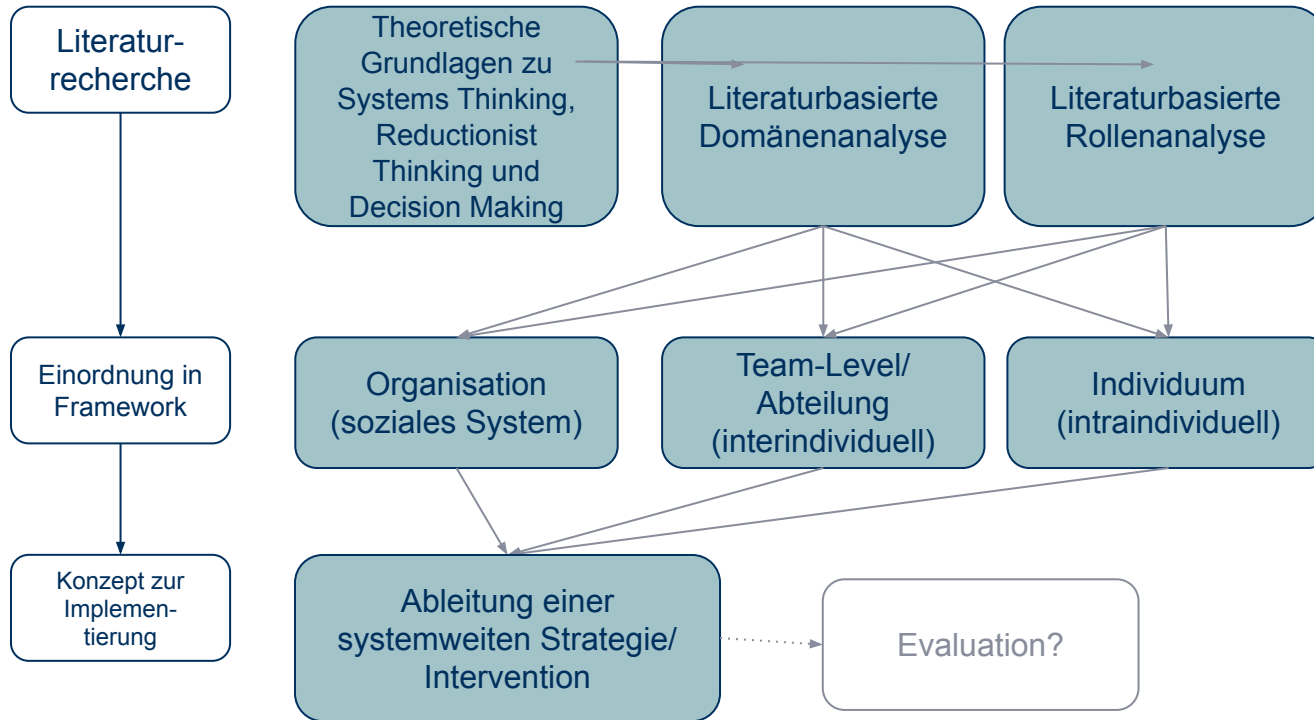 Literatur-
recherche
Theoretische
Grundlagen zu
Systems Thinking,
Reductionist
Thinking und
Decision Making
Literaturbasierte
Domänenanalyse
Literaturbasierte
Rollenanalyse
Einordnung in
Framework
Organisation
(soziales System)
Team-Level/
Abteilung
(interindividuell)
Individuum
(intraindividuell)
Konzept zur
Implemen-
tierung
Ableitung einer
systemweiten Strategie/
Intervention
Evaluation?